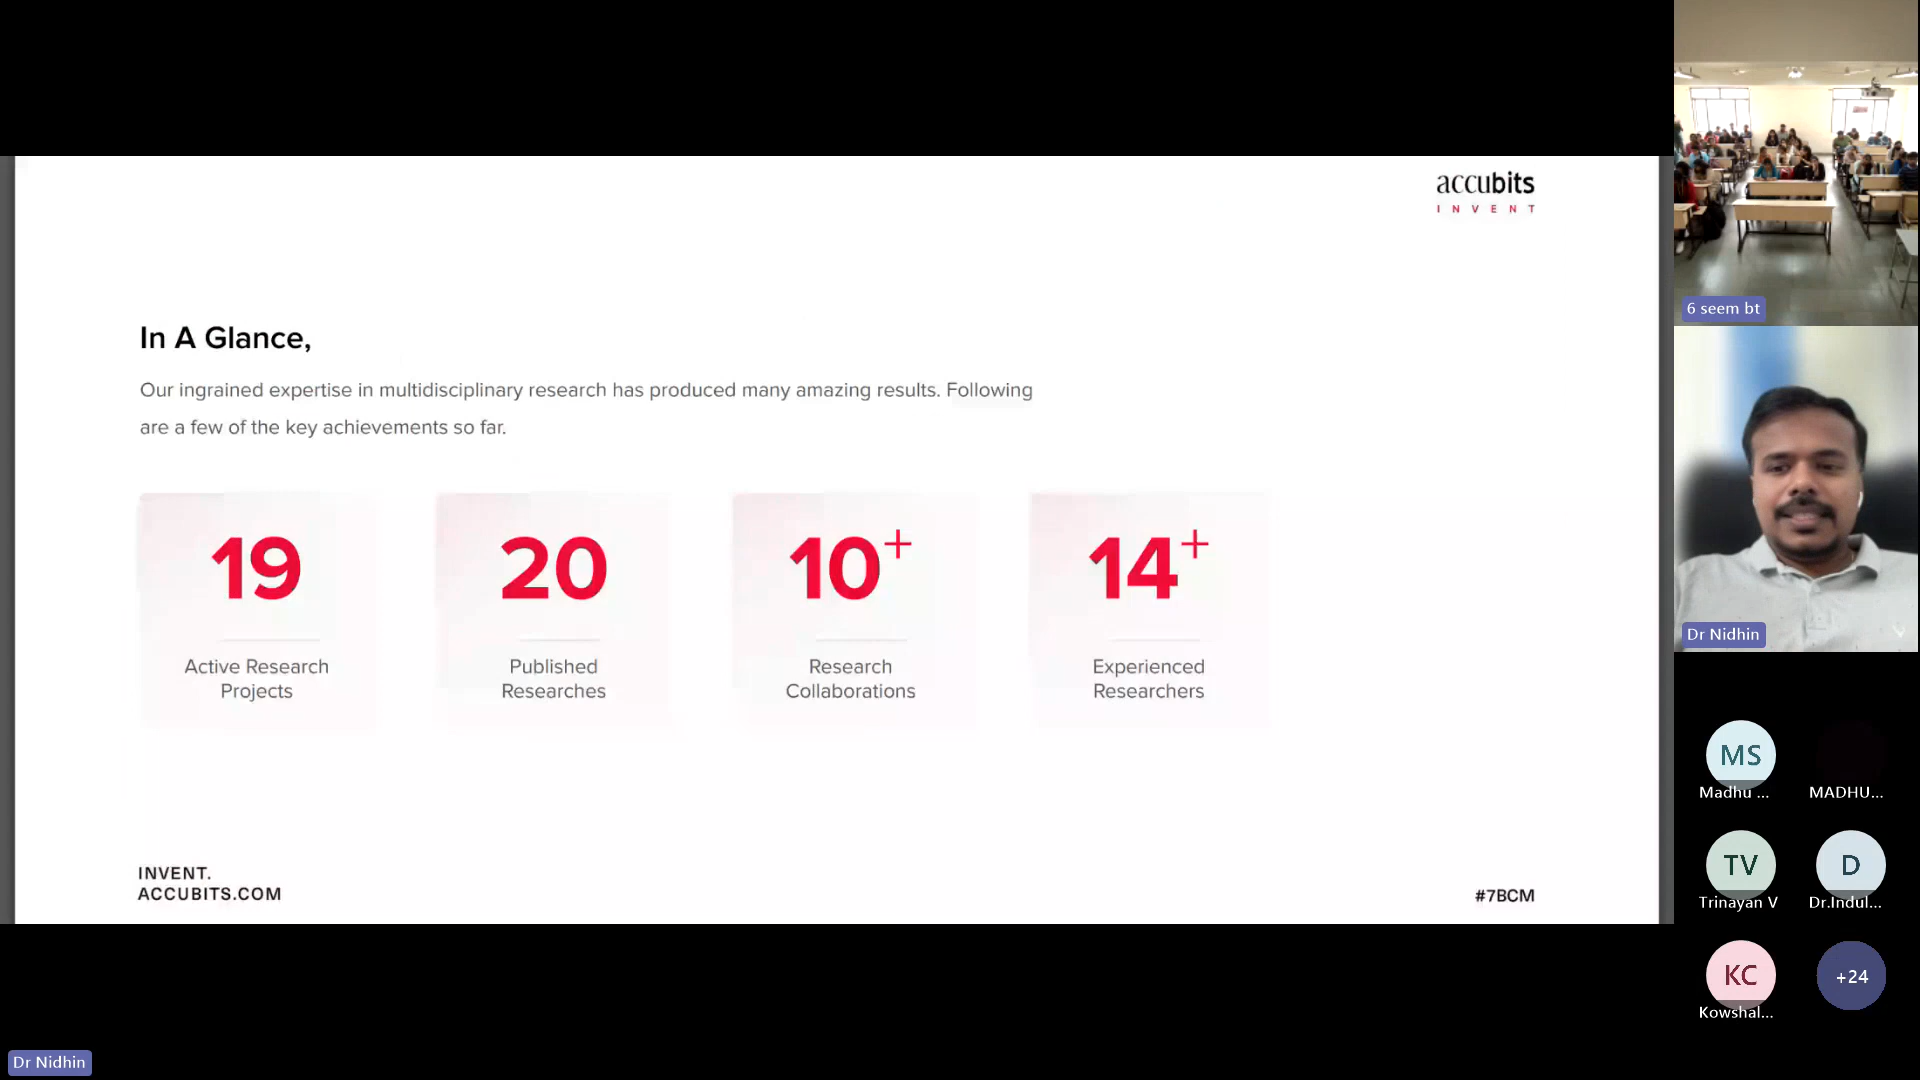 accubits
INVENT
In A Glance,
Our ingrained expertise in multidisciplinary research has produced many amazing results. Following
are a few of the key achievements so far.
19
Active Research
Projects
20
Published
Researches
10+
Research
Collaborations
14+
Experienced
Researchers
INVENT.
ACCUBITS.COM
#7BCM
6 seem bt
Dr Nidhin
MS
Madhu ...
MADHU...
TV
Trinayan V
D
Dr.Indul...
KC
Kowshal...
+24
Dr Nidhin